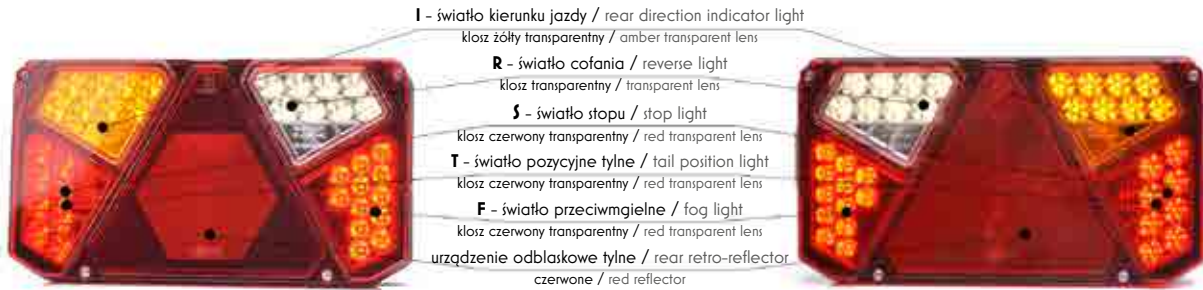 I - światło kierunku jazdy / rear direction indicator light
klosz żółty transparentny / amber transparent lens
R - światło cofania / reverse light
klosz transparentny / transparent lens
S - światło stopu / stop light
klosz czerwony transparentny / red transparent lens
T - światło pozycyjne tylne / tail position light
klosz czerwony transparentny / red transparent lens
F - światło przeciwmgielne / fog light
klosz czerwony transparentny / red transparent lens
urządzenie odblaskowe tylne / rear retro-reflector
czerwone / red reflector